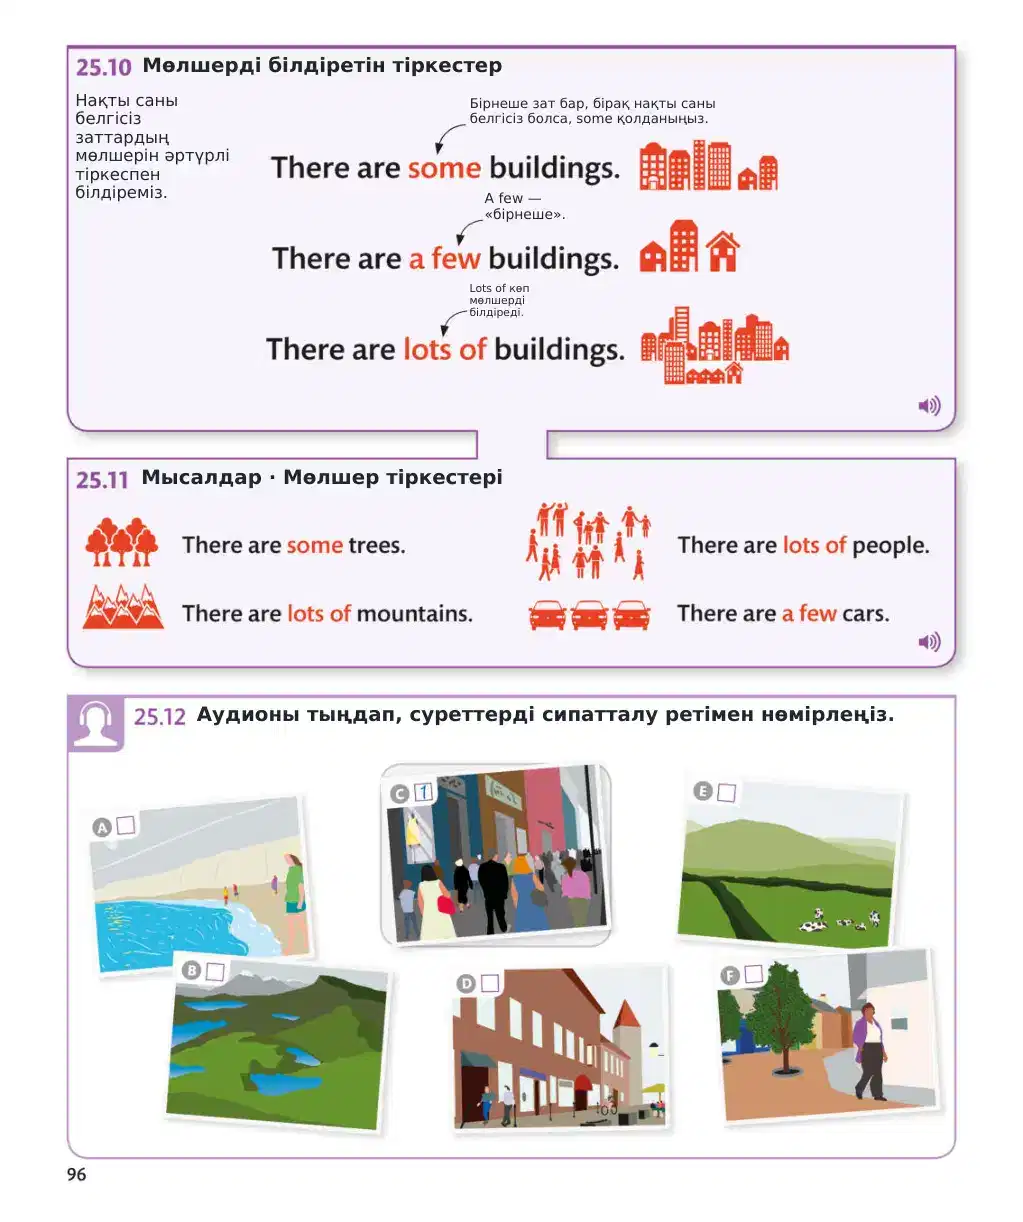 25.10 Мөлшерді білдіретін тіркестер
Нақты саны
белгісіз
заттардың
мөлшерін әртүрлі
тіркеспен
білдіреміз.
Бірнеше зат бар, бірақ нақты саны
белгісіз болса, some қолданыңыз.
There are some buildings.
A few —
«бірнеше».
There are a few buildings.
Lots of көп
мөлшерді
білдіреді.
There are lots of buildings.
25.11 Мысалдар · Мөлшер тіркестері
There are some trees.
There are lots of people.
There are lots of mountains.
There are a few cars.
25.12 Аудионы тыңдап, суреттерді сипатталу ретімен нөмірлеңіз.
A
C 1
E
B
D
F
96